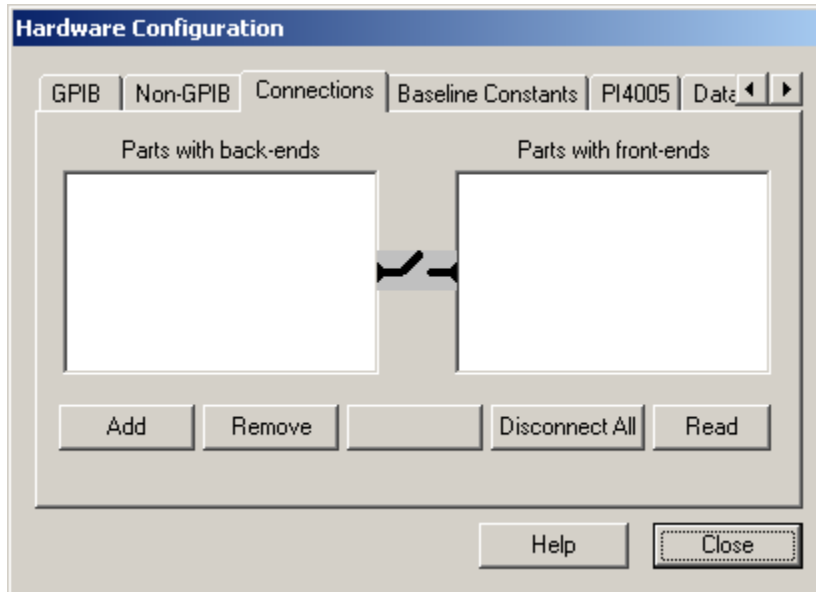 Hardware Configuration
GPIB Non-GPIB Connections Baseline Constants PI4005 Data
Parts with back-ends Parts with front-ends
Add Remove Disconnect All Read
Help Close